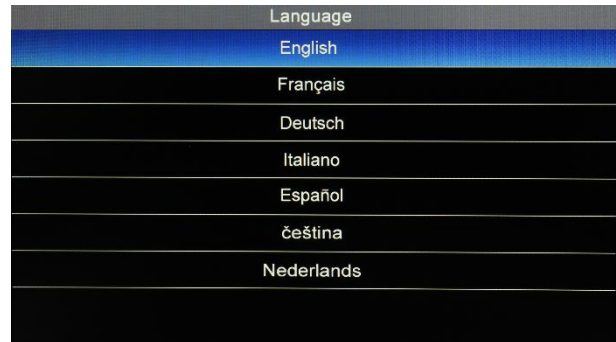 Language
English
Français
Deutsch
Italiano
Español
čeština
Nederlands